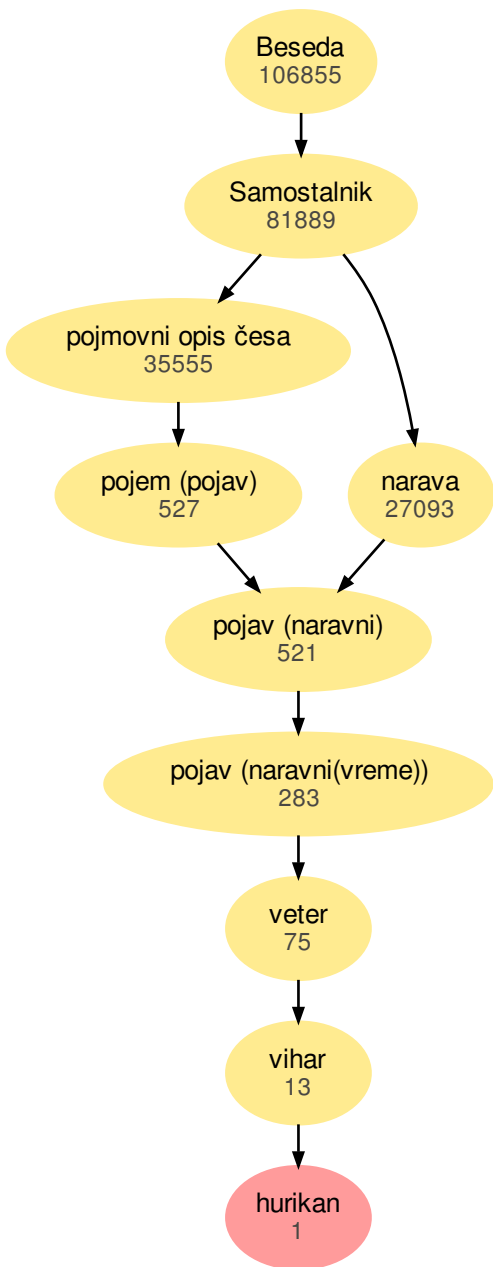 Beseda
106855
Samostalnik
81889
pojmovni opis česa
35555
pojem (pojav)
527
narava
27093
pojav (naravni)
521
pojav (naravni(vreme))
283
veter
75
vihar
13
hurikan
1